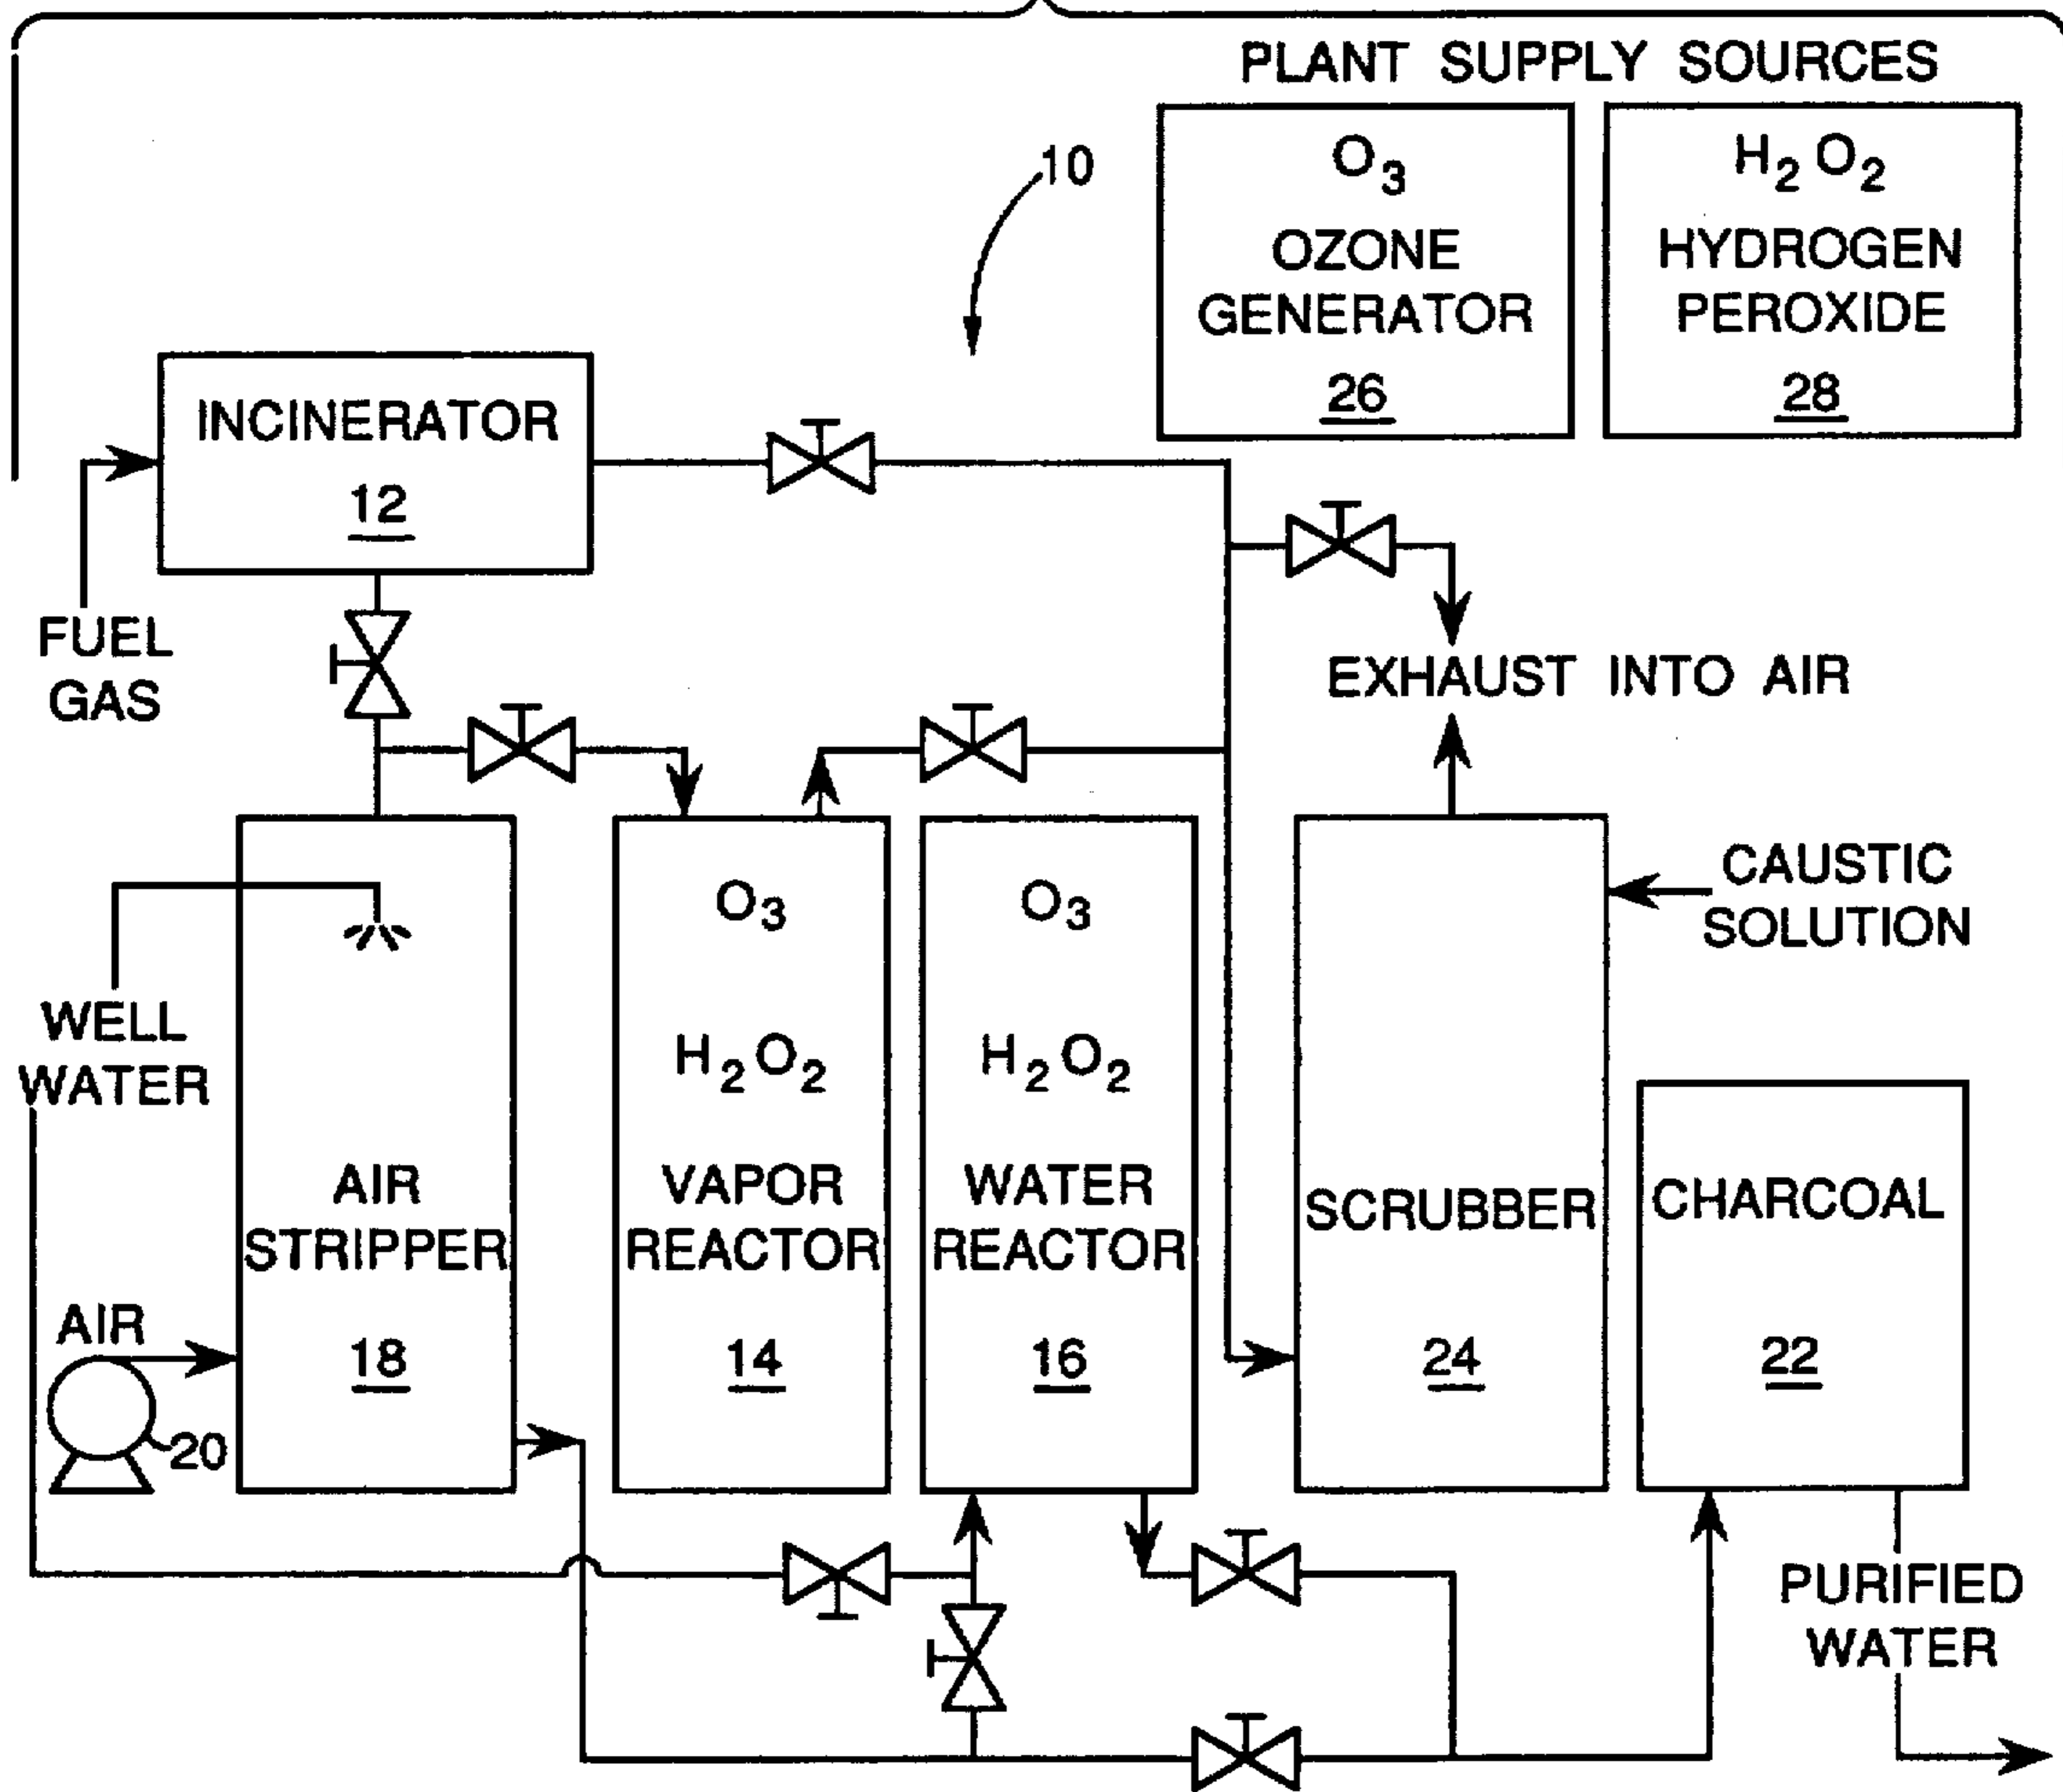 PLANT SUPPLY SOURCES
O3
OZONE
GENERATOR
26
H2O2
HYDROGEN
PEROXIDE
28
10
INCINERATOR
12
FUEL
GAS
EXHAUST INTO AIR
WELL
WATER
AIR
20
AIR
STRIPPER
18
O3
H2O2
VAPOR
REACTOR
14
O3
H2O2
WATER
REACTOR
16
SCRUBBER
24
CAUSTIC
SOLUTION
CHARCOAL
22
PURIFIED
WATER